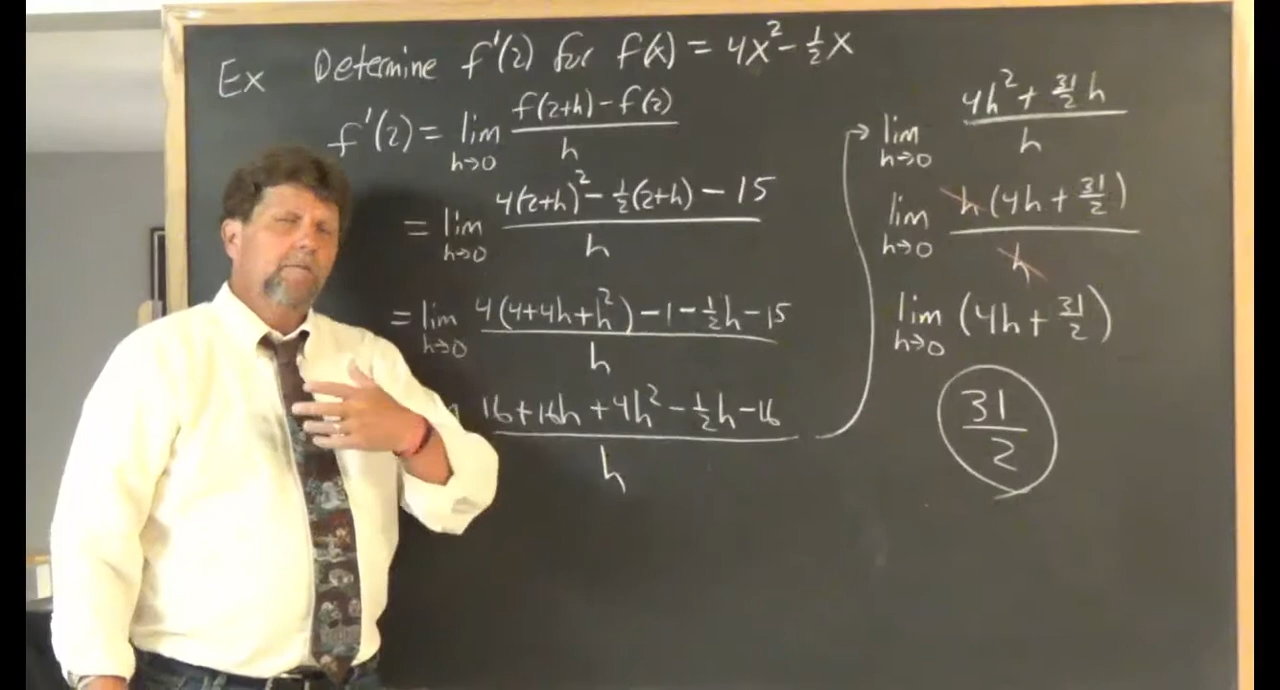 Ex Determine f'(2) for f(x) = 4x² - ½x
f'(2) = lim h→0 f(2+h) - f(2) / h
= lim h→0 4(2+h)² - ½(2+h) - 15 / h
= lim h→0 4(4+4h+h²) - 1 - ½h - 15 / h
16+16h+4h² - ½h - 16 / h
→ lim h→0 4h² + 31/2 h / h
lim h→0 h(4h + 31/2) / h
lim h→0 (4h + 31/2)
31/2